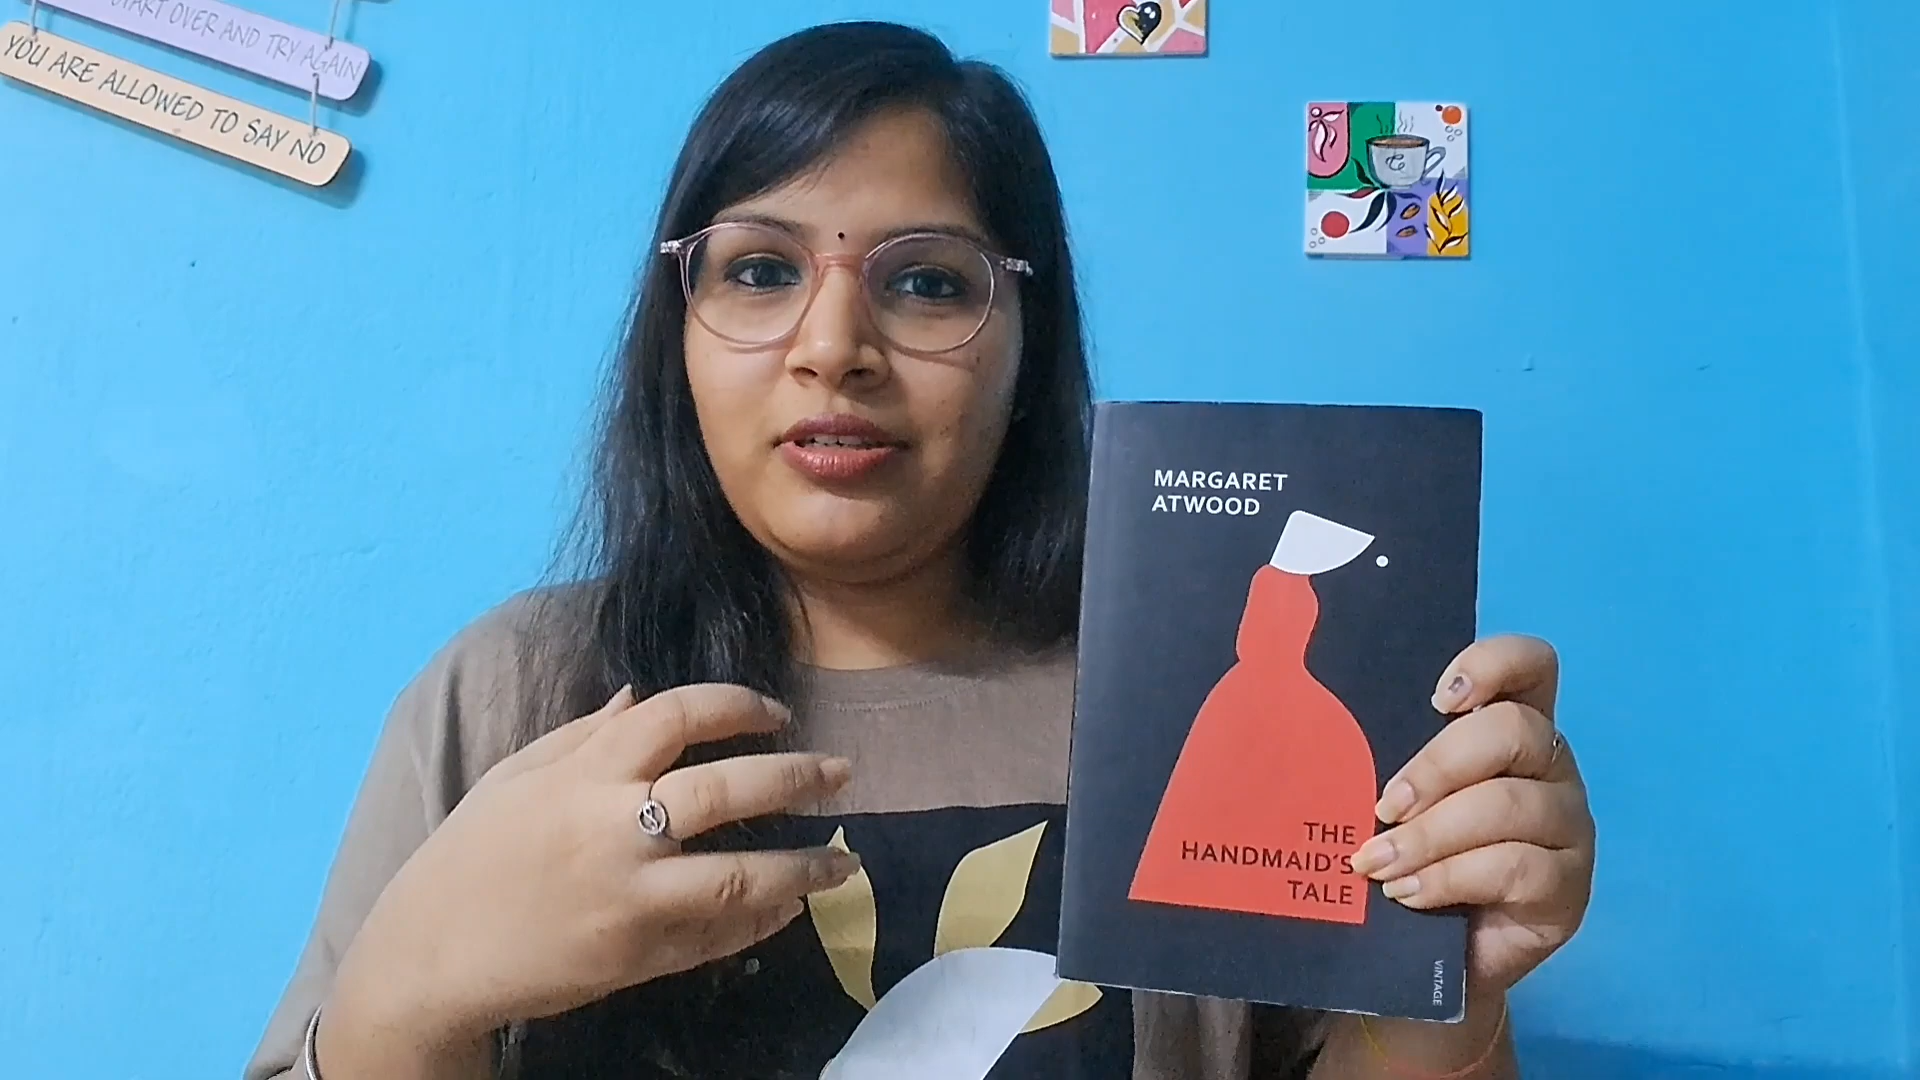 START OVER AND TRY AGAIN
YOU ARE ALLOWED TO SAY NO
MARGARET
ATWOOD
THE
HANDMAID'S
TALE
VINTAGE